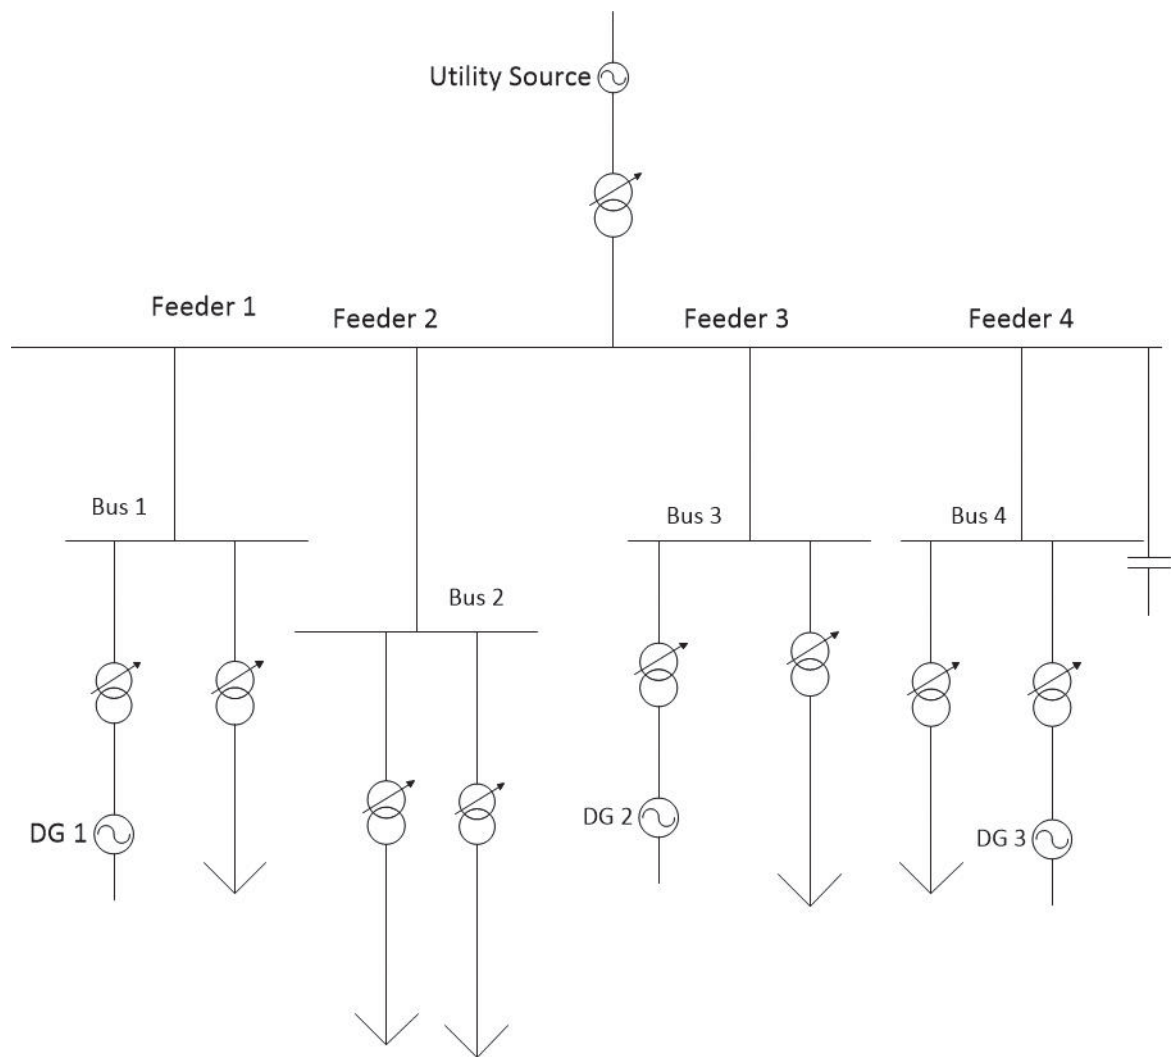 Utility Source
Feeder 1
Feeder 2
Feeder 3
Feeder 4
Bus 1
Bus 3
Bus 4
Bus 2
DG 1
DG 2
DG 3